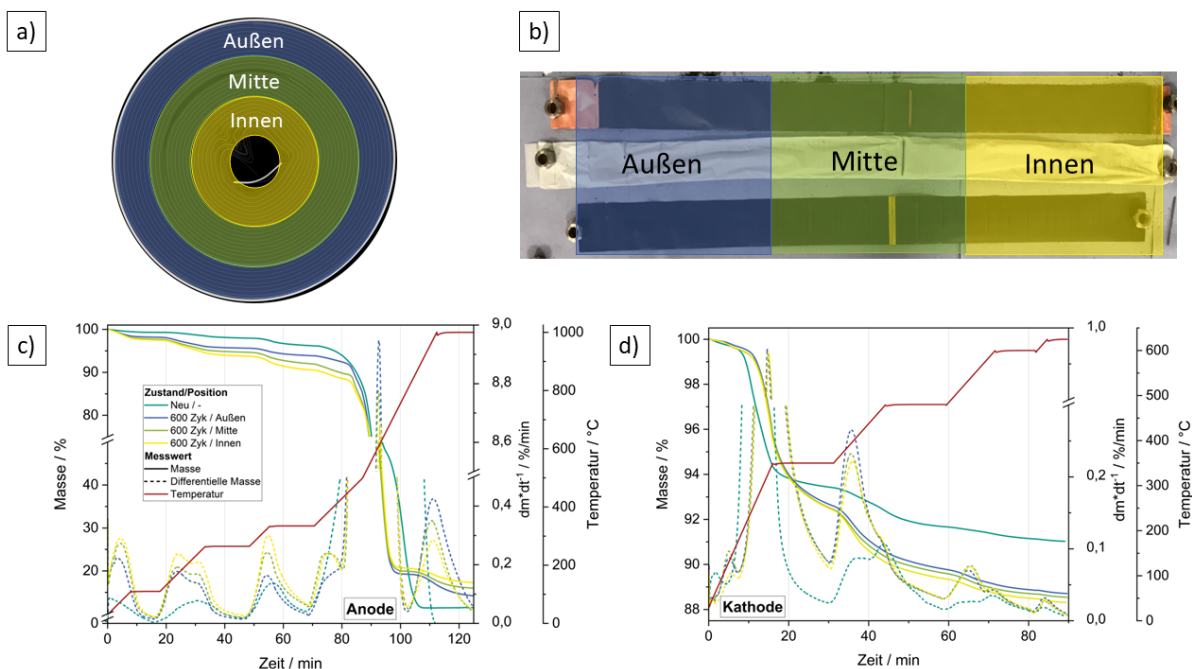 a)
Außen
Mitte
Innen
b)
Außen
Mitte
Innen
c)
100
90
80
40
30
20
10
0
Masse / %
0
20
40
60
80
100
120
Zeit / min
9,0
8,8
8,6
0,4
0,2
0,0
dm*dt⁻¹ / %/min
1000
800
600
400
200
0
Temperatur / °C
Zustand/Position
Neu / -
600 Zyk / Außen
600 Zyk / Mitte
600 Zyk / Innen
Messwert
Masse
Differentielle Masse
Temperatur
Anode
d)
100
98
96
94
92
90
88
Masse / %
0
20
40
60
80
Zeit / min
1,0
0,2
0,1
0,0
dm*dt⁻¹ / %/min
600
500
400
300
200
100
0
Temperatur / °C
Kathode